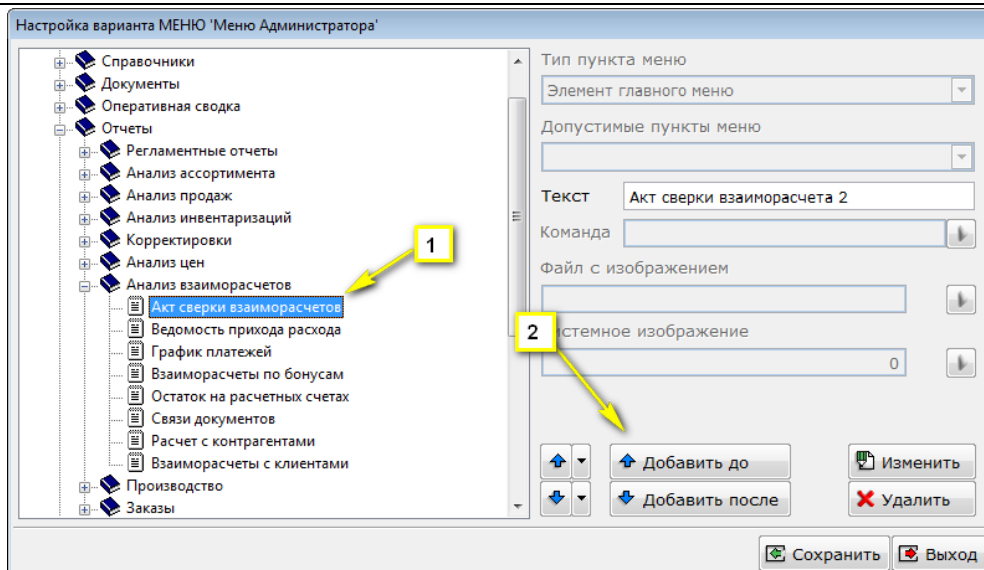 Настройка варианта МЕНЮ 'Меню Администратора'
Справочники
Документы
Оперативная сводка
Отчеты
Регламентные отчеты
Анализ ассортимента
Анализ продаж
Анализ инвентаризаций
Корректировки
Анализ цен
Анализ взаиморасчетов
Акт сверки взаиморасчетов
Ведомость прихода расхода
График платежей
Взаиморасчеты по бонусам
Остаток на расчетных счетах
Связи документов
Расчет с контрагентами
Взаиморасчеты с клиентами
Производство
Заказы
1
Тип пункта меню
Элемент главного меню
Допустимые пункты меню
Текст Акт сверки взаиморасчета 2
Команда
Файл с изображением
2 истемное изображение
0
Добавить до
Изменить
Добавить после
Удалить
Сохранить
Выход